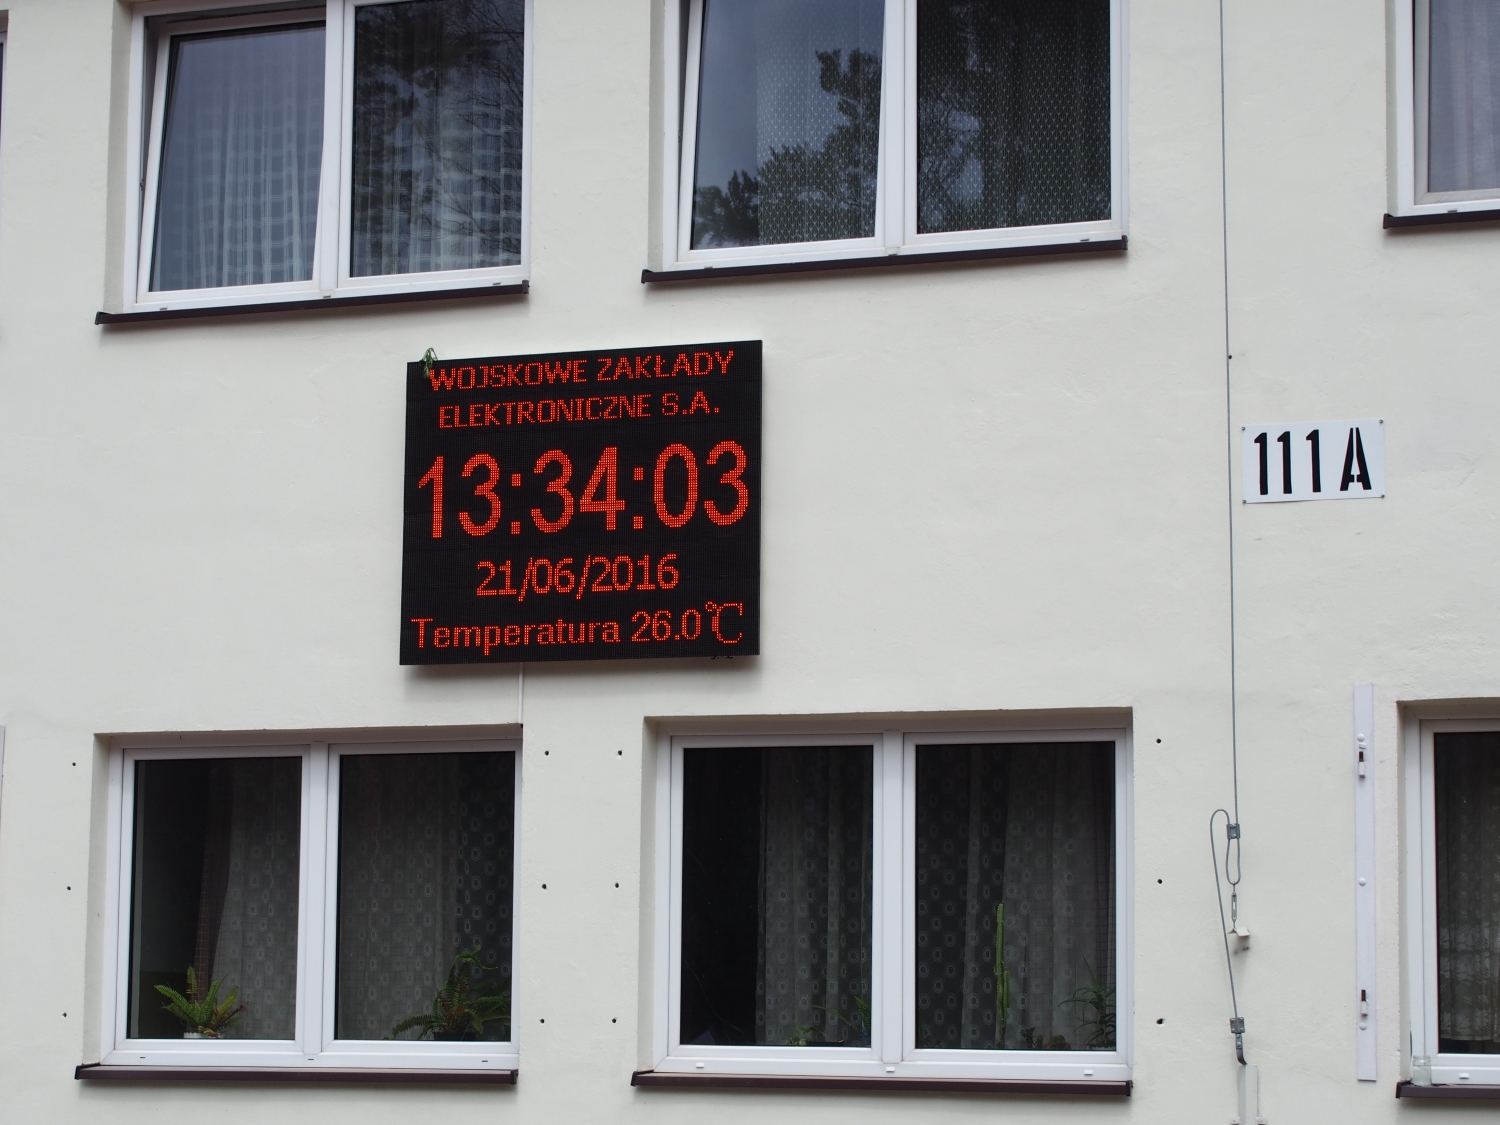 WOJSKOWE ZAKŁADY
ELEKTRONICZNE S.A.
13:34:03
21/06/2016
Temperatura 26.0℃
111 A